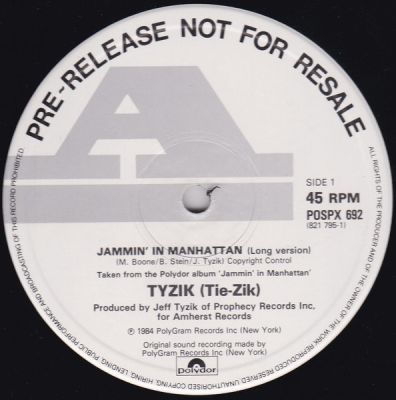 PRE-RELEASE NOT FOR RESALE
A
SIDE 1
45 RPM
POSPX 692
(821 795-1)
JAMMIN' IN MANHATTAN (Long version)
(M. Boone/B. Stein/J. Tyzik) Copyright Control
Taken from the Polydor album 'Jammin' in Manhattan'
TYZIK (Tie-Zik)
Produced by Jeff Tyzik of Prophecy Records Inc,
for Amherst Records
℗ 1984 PolyGram Records Inc (New York)
Original sound recording made by
PolyGram Records Inc (New York)
Polydor
ALL RIGHTS OF THE PRODUCER AND OF THE OWNER OF THE WORK REPRODUCED RESERVED. UNAUTHORISED COPYING, HIRING, LENDING, PUBLIC PERFORMANCE AND BROADCASTING OF THIS RECORD PROHIBITED.